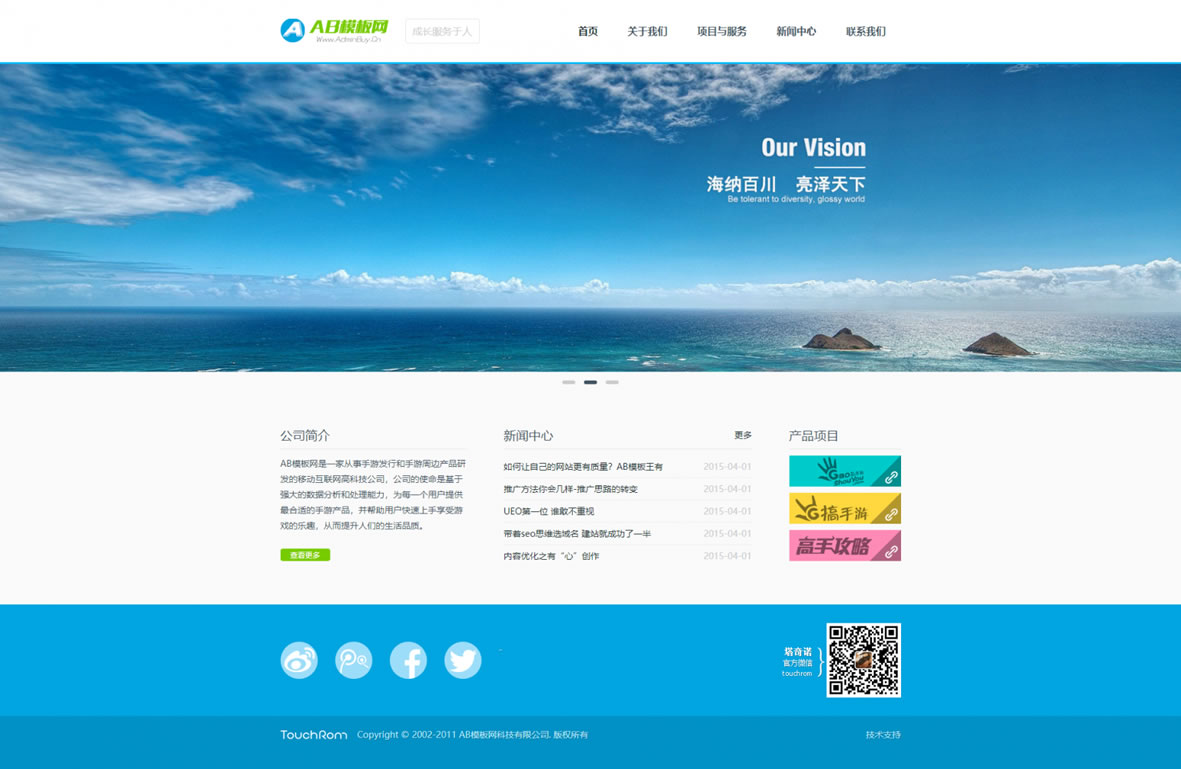 AB模板网
Www.AdminBuy.Cn
成长服务于人
首页 关于我们 项目与服务 新闻中心 联系我们
Our Vision
海纳百川 亮泽天下
Be tolerant to diversity, glossy world
公司简介
AB模板网是一家从事手游发行和手游周边产品研
发的移动互联网高科技公司，公司的使命是基于
强大的数据分析和处理能力，为每一个用户提供
最合适的手游产品，并帮助用户快速上手享受游
戏的乐趣，从而提升人们的生活品质。
查看更多
新闻中心 更多
如何让自己的网站更有质量？AB模板王有 2015-04-01
推广方法你会几样-推广思路的转变 2015-04-01
UEO第一位 谁敢不重视 2015-04-01
带着seo思维选域名 建站就成功了一半 2015-04-01
内容优化之有“心”创作 2015-04-01
产品项目
搞手游
高手攻略
塔奇诺
官方微信
touchrom
TouchRom Copyright © 2002-2011 AB模板网科技有限公司, 版权所有
技术支持